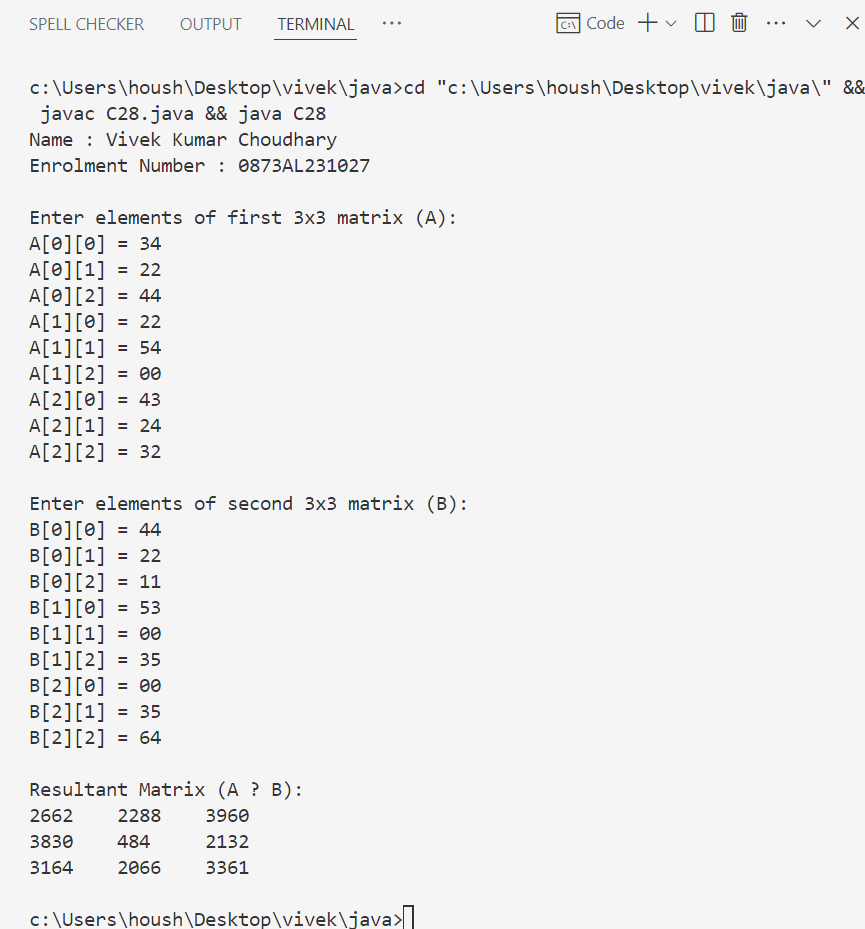 SPELL CHECKER OUTPUT TERMINAL ··· Code
c:\Users\housh\Desktop\vivek\java>cd "c:\Users\housh\Desktop\vivek\java\" &&
javac C28.java && java C28
Name : Vivek Kumar Choudhary
Enrolment Number : 0873AL231027
Enter elements of first 3x3 matrix (A):
A[0][0] = 34
A[0][1] = 22
A[0][2] = 44
A[1][0] = 22
A[1][1] = 54
A[1][2] = 00
A[2][0] = 43
A[2][1] = 24
A[2][2] = 32
Enter elements of second 3x3 matrix (B):
B[0][0] = 44
B[0][1] = 22
B[0][2] = 11
B[1][0] = 53
B[1][1] = 00
B[1][2] = 35
B[2][0] = 00
B[2][1] = 35
B[2][2] = 64
Resultant Matrix (A ? B):
2662 2288 3960
3830 484 2132
3164 2066 3361
c:\Users\housh\Desktop\vivek\java>